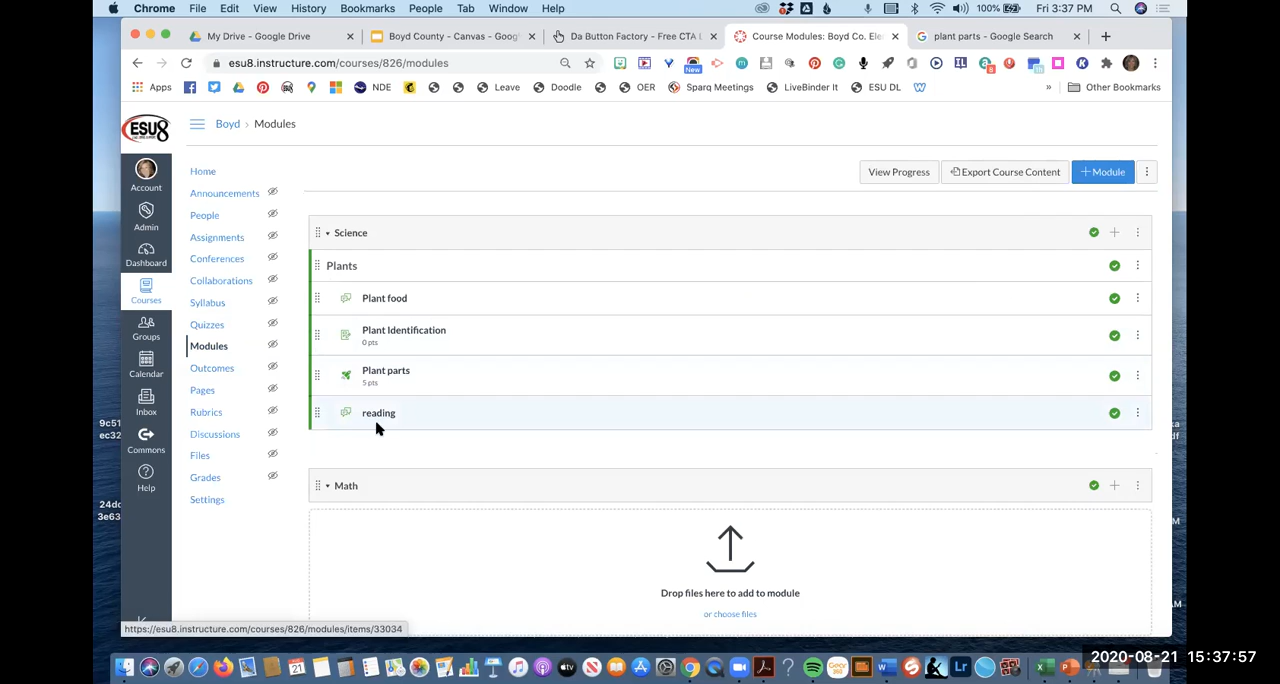 Chrome File Edit View History Bookmarks People Tab Window Help 100% Fri 3:37 PM
My Drive - Google Drive Boyd County - Canvas - Goog Da Button Factory - Free CTA Course Modules: Boyd Co. Ele plant parts - Google Search
esu8.instructure.com/courses/826/modules New
Apps NDE Leave Doodle OER Sparq Meetings LiveBinder It ESU DL » Other Bookmarks
ESU8 Boyd › Modules
Account
Admin
Dashboard
Courses
Groups
Calendar
Inbox
Commons
Help
Home
Announcements
People
Assignments
Conferences
Collaborations
Syllabus
Quizzes
Modules
Outcomes
Pages
Rubrics
Discussions
Files
Grades
Settings
View Progress Export Course Content + Module
Science
Plants
Plant food
Plant Identification
0 pts
Plant parts
5 pts
reading
Math
Drop files here to add to module
or choose files
9c51
ec32
24dc
3e63
https://esu8.instructure.com/courses/826/modules/items/33034
2020-08-21 15:37:57